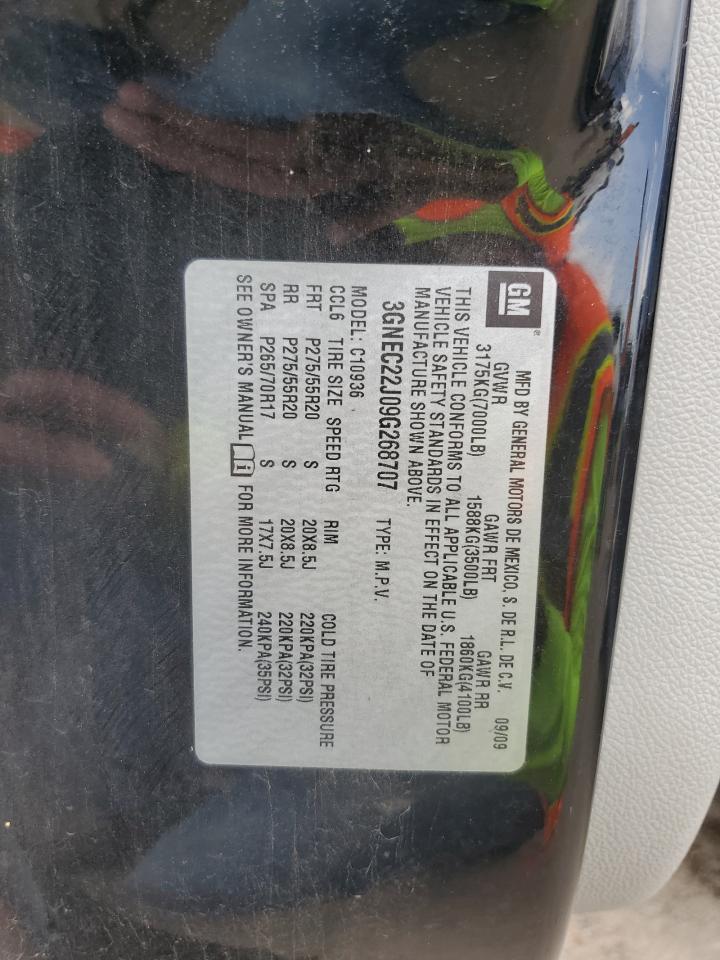 GM®
MFD BY GENERAL MOTORS DE MEXICO, S. DE R.L. DE C.V. 09/09
GVWR GAWR FRT GAWR RR
3175KG(7000LB) 1588KG(3500LB) 1860KG(4100LB)
THIS VEHICLE CONFORMS TO ALL APPLICABLE U.S. FEDERAL MOTOR
VEHICLE SAFETY STANDARDS IN EFFECT ON THE DATE OF
MANUFACTURE SHOWN ABOVE.
3GNEC22J09G268707 TYPE: M.P.V.
MODEL: C10936
CCL6 TIRE SIZE SPEED RTG RIM COLD TIRE PRESSURE
FRT P275/55R20 S 20X8.5J 220KPA(32PSI)
RR P275/55R20 S 20X8.5J 220KPA(32PSI)
SPA P265/70R17 S 17X7.5J 240KPA(35PSI)
SEE OWNER'S MANUAL FOR MORE INFORMATION.